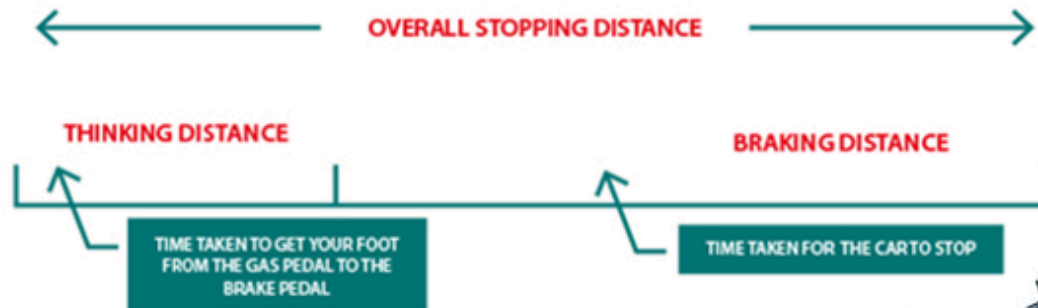 OVERALL STOPPING DISTANCE
THINKING DISTANCE
BRAKING DISTANCE
TIME TAKEN TO GET YOUR FOOT
FROM THE GAS PEDAL TO THE
BRAKE PEDAL
TIME TAKEN FOR THE CAR TO STOP